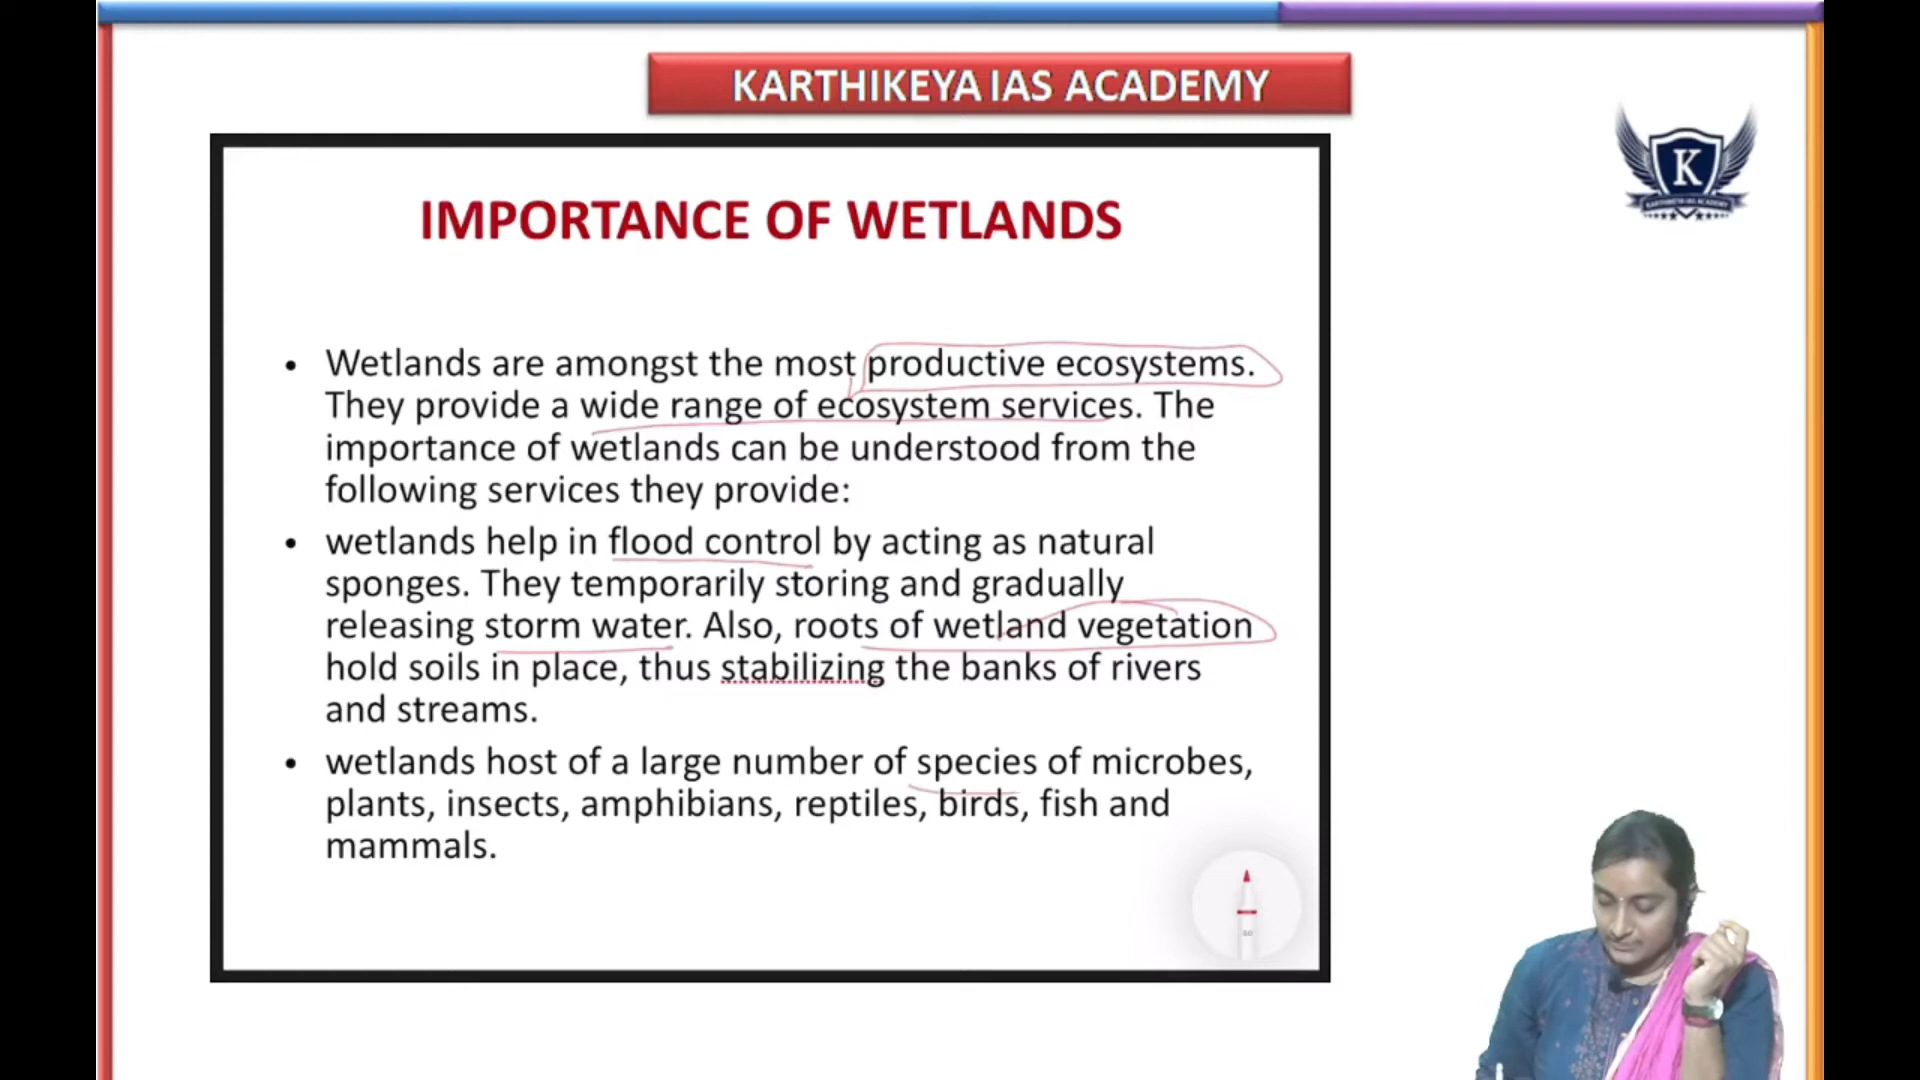 KARTHIKEYA IAS ACADEMY
K
KARTHIKEYA IAS ACADEMY
IMPORTANCE OF WETLANDS
• Wetlands are amongst the most productive ecosystems.
They provide a wide range of ecosystem services. The
importance of wetlands can be understood from the
following services they provide:
• wetlands help in flood control by acting as natural
sponges. They temporarily storing and gradually
releasing storm water. Also, roots of wetland vegetation
hold soils in place, thus stabilizing the banks of rivers
and streams.
• wetlands host of a large number of species of microbes,
plants, insects, amphibians, reptiles, birds, fish and
mammals.